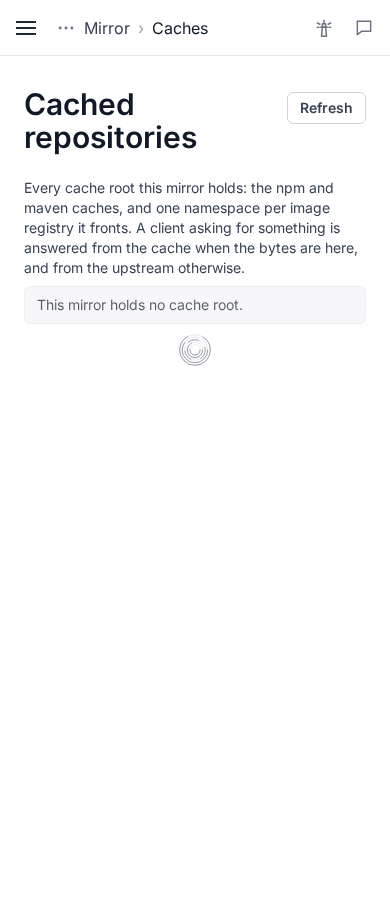 Mirror › Caches
Cached
repositories
Refresh
Every cache root this mirror holds: the npm and
maven caches, and one namespace per image
registry it fronts. A client asking for something is
answered from the cache when the bytes are here,
and from the upstream otherwise.
This mirror holds no cache root.